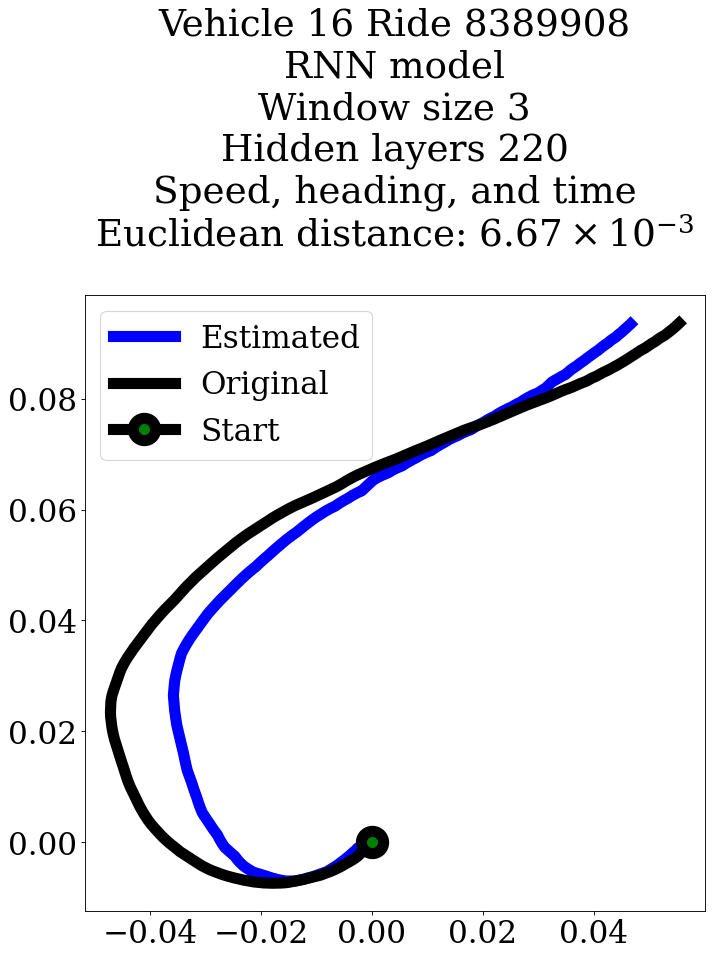 Vehicle 16 Ride 8389908
RNN model
Window size 3
Hidden layers 220
Speed, heading, and time
Euclidean distance: 6.67 × 10⁻³
Estimated
Original
Start
0.08
0.06
0.04
0.02
0.00
−0.04 −0.02 0.00 0.02 0.04